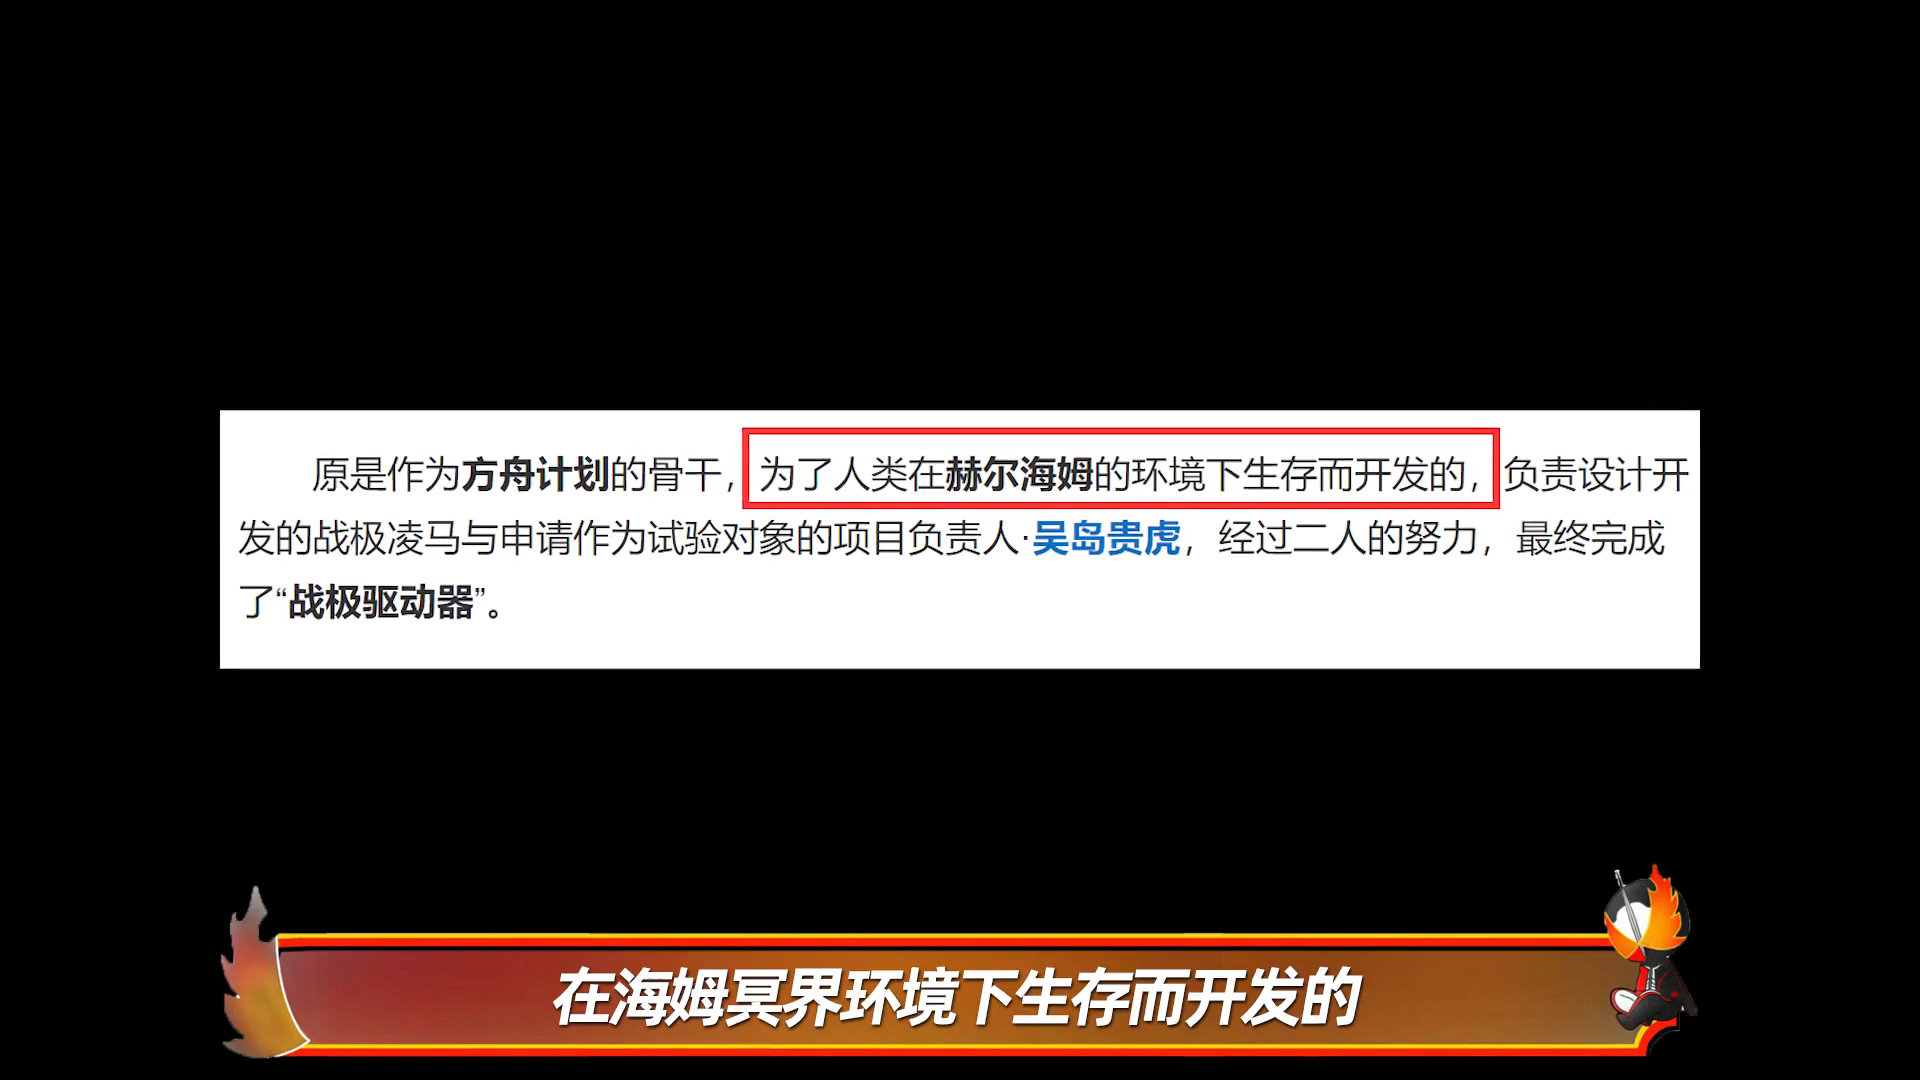 原是作为方舟计划的骨干，为了人类在赫尔海姆的环境下生存而开发的，负责设计开
发的战极凌马与申请作为试验对象的项目负责人·吴岛贵虎，经过二人的努力，最终完成
了“战极驱动器”。
在海姆冥界环境下生存而开发的